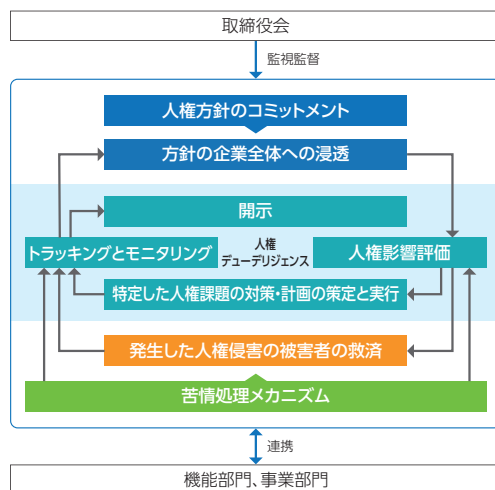 取締役会
監視監督
人権方針のコミットメント
方針の企業全体への浸透
開示
トラッキングとモニタリング
人権
デューデリジェンス
人権影響評価
特定した人権課題の対策・計画の策定と実行
発生した人権侵害の被害者の救済
苦情処理メカニズム
連携
機能部門、事業部門